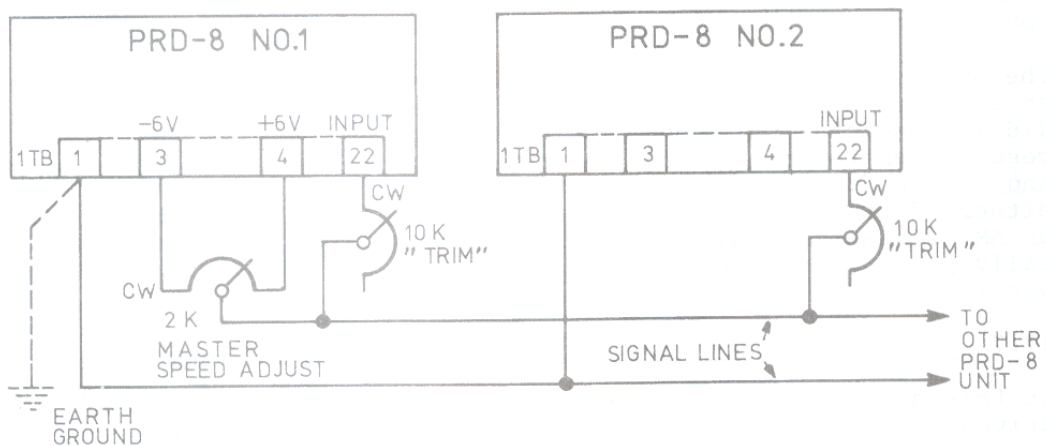 PRD-8 NO.1
-6V
+6V
INPUT
1TB
1
3
4
22
CW
10K
"TRIM"
CW
2K
MASTER
SPEED ADJUST
EARTH
GROUND
PRD-8 NO.2
INPUT
1TB
1
3
4
22
CW
10K
"TRIM"
SIGNAL LINES
TO
OTHER
PRD-8
UNIT